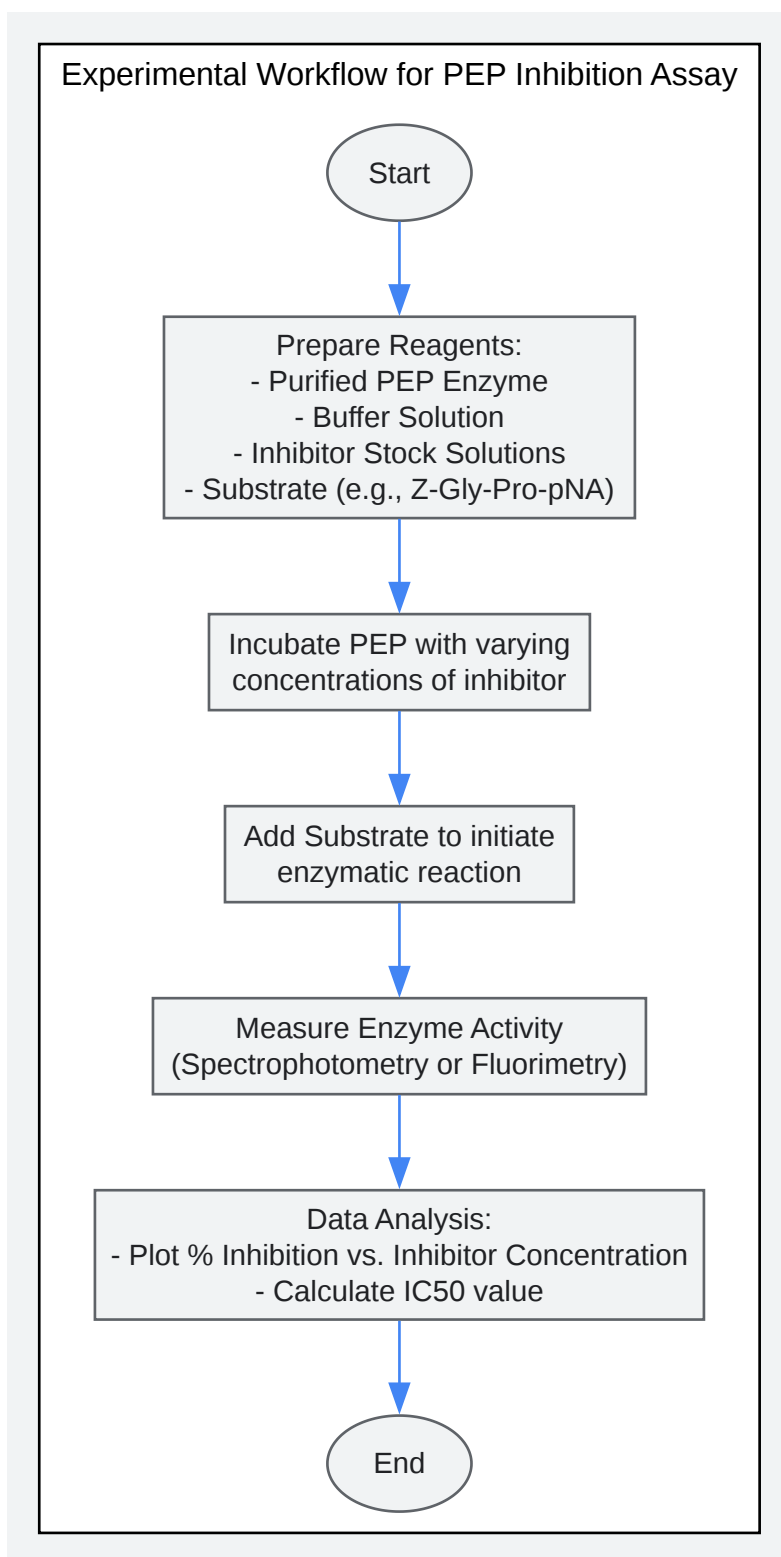 Experimental Workflow for PEP Inhibition Assay
Start
Prepare Reagents:
- Purified PEP Enzyme
- Buffer Solution
- Inhibitor Stock Solutions
- Substrate (e.g., Z-Gly-Pro-pNA)
Incubate PEP with varying
concentrations of inhibitor
Add Substrate to initiate
enzymatic reaction
Measure Enzyme Activity
(Spectrophotometry or Fluorimetry)
Data Analysis:
- Plot % Inhibition vs. Inhibitor Concentration
- Calculate IC50 value
End